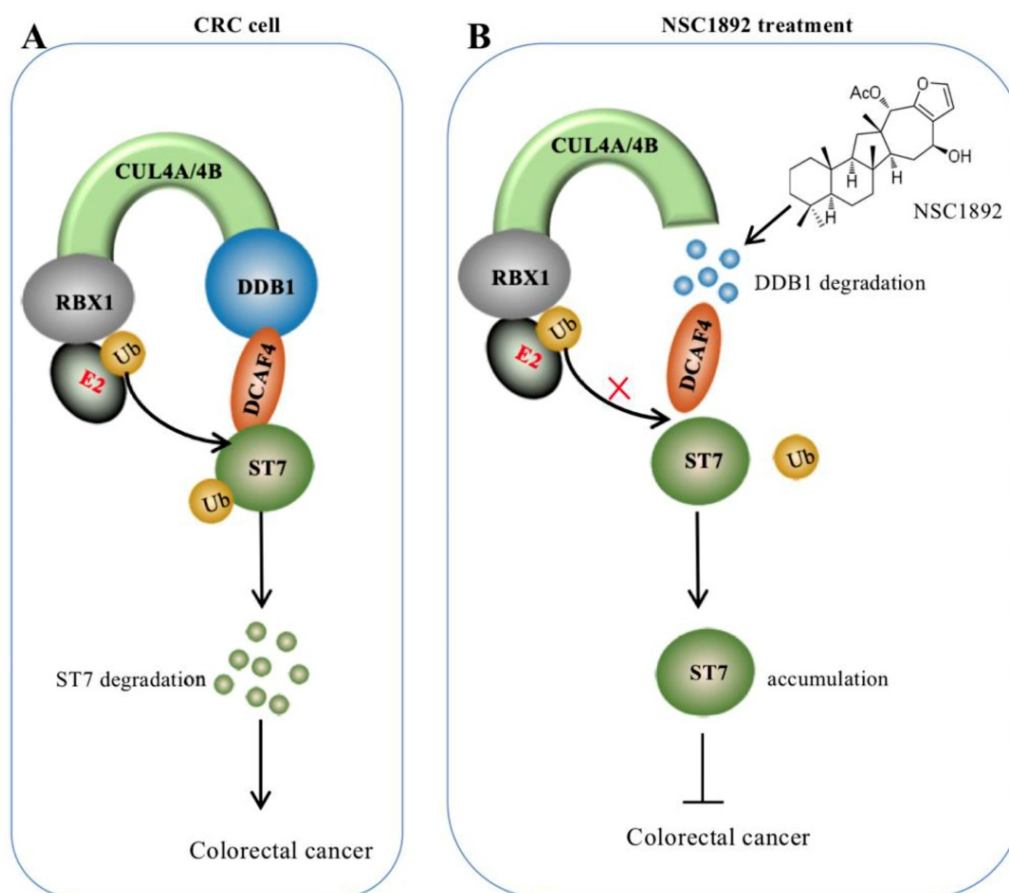 A
CRC cell
CUL4A/4B
RBX1
DDB1
Ub
E2
DCAF4
ST7
Ub
ST7 degradation
Colorectal cancer
B
NSC1892 treatment
CUL4A/4B
AcO
O
H
H
H
OH
NSC1892
RBX1
DDB1 degradation
Ub
E2
DCAF4
ST7
Ub
ST7
accumulation
Colorectal cancer